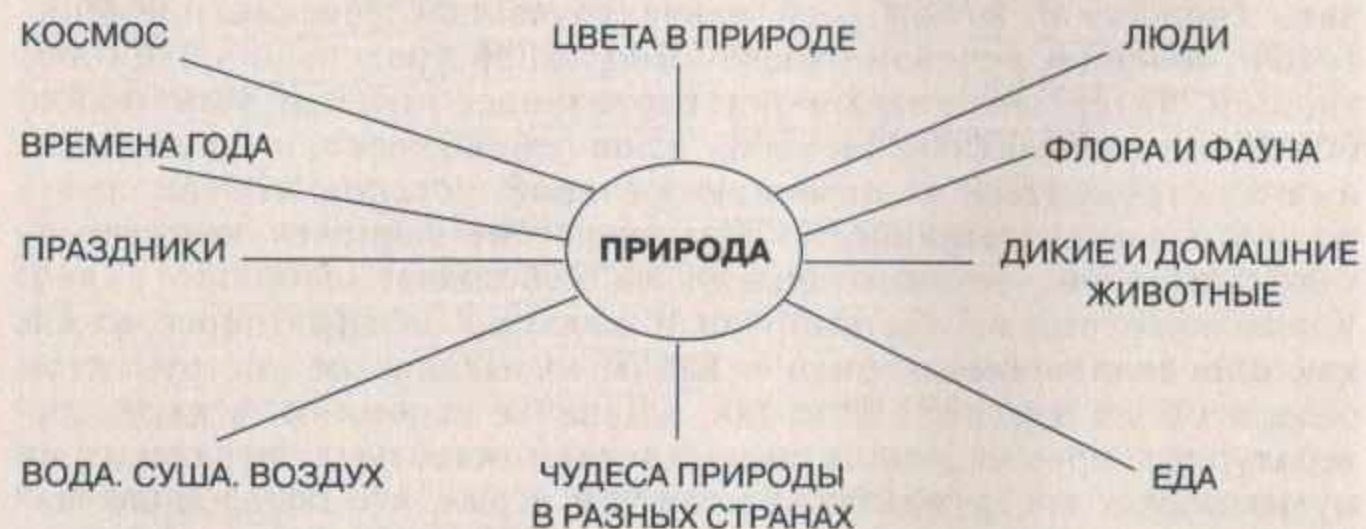 КОСМОС
ЦВЕТА В ПРИРОДЕ
ЛЮДИ
ВРЕМЕНА ГОДА
ФЛОРА И ФАУНА
ПРАЗДНИКИ
ПРИРОДА
ДИКИЕ И ДОМАШНИЕ
ЖИВОТНЫЕ
ВОДА. СУША. ВОЗДУХ
ЧУДЕСА ПРИРОДЫ
В РАЗНЫХ СТРАНАХ
ЕДА